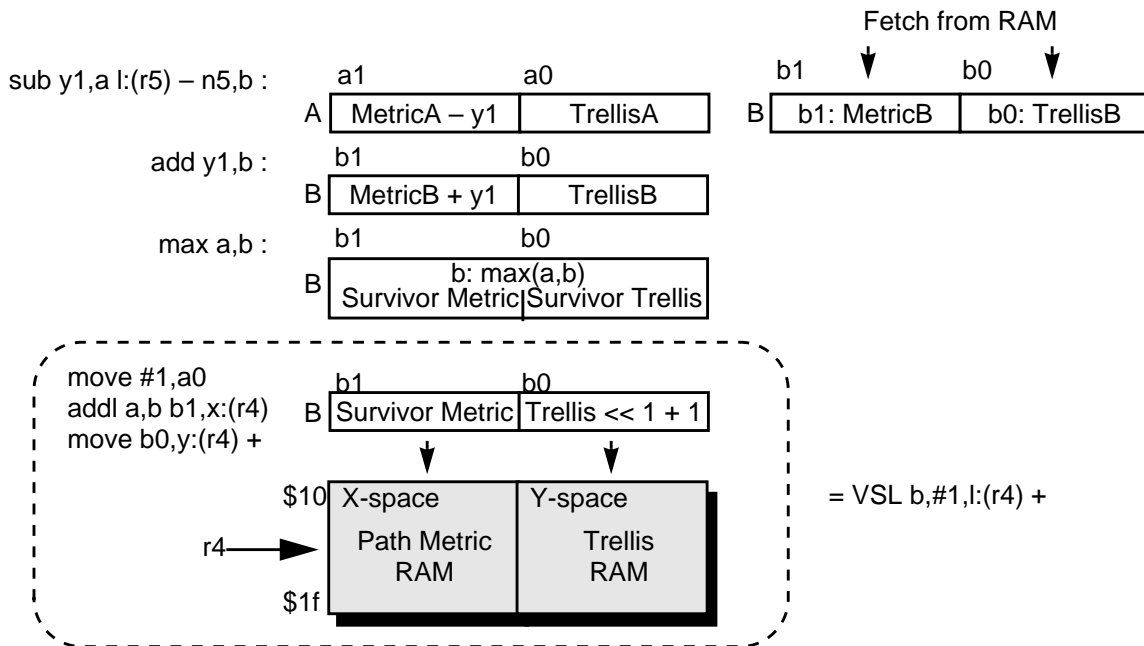 Fetch from RAM
sub y1,a l:(r5) – n5,b :
a1 a0
b1 b0
A MetricA – y1 TrellisA
B b1: MetricB b0: TrellisB
add y1,b :
b1 b0
B MetricB + y1 TrellisB
max a,b :
b1 b0
B b: max(a,b)
Survivor Metric Survivor Trellis
move #1,a0
addl a,b b1,x:(r4)
move b0,y:(r4) +
b1 b0
B Survivor Metric Trellis << 1 + 1
$10 X-space Y-space
= VSL b,#1,l:(r4) +
r4
Path Metric
RAM
Trellis
RAM
$1f